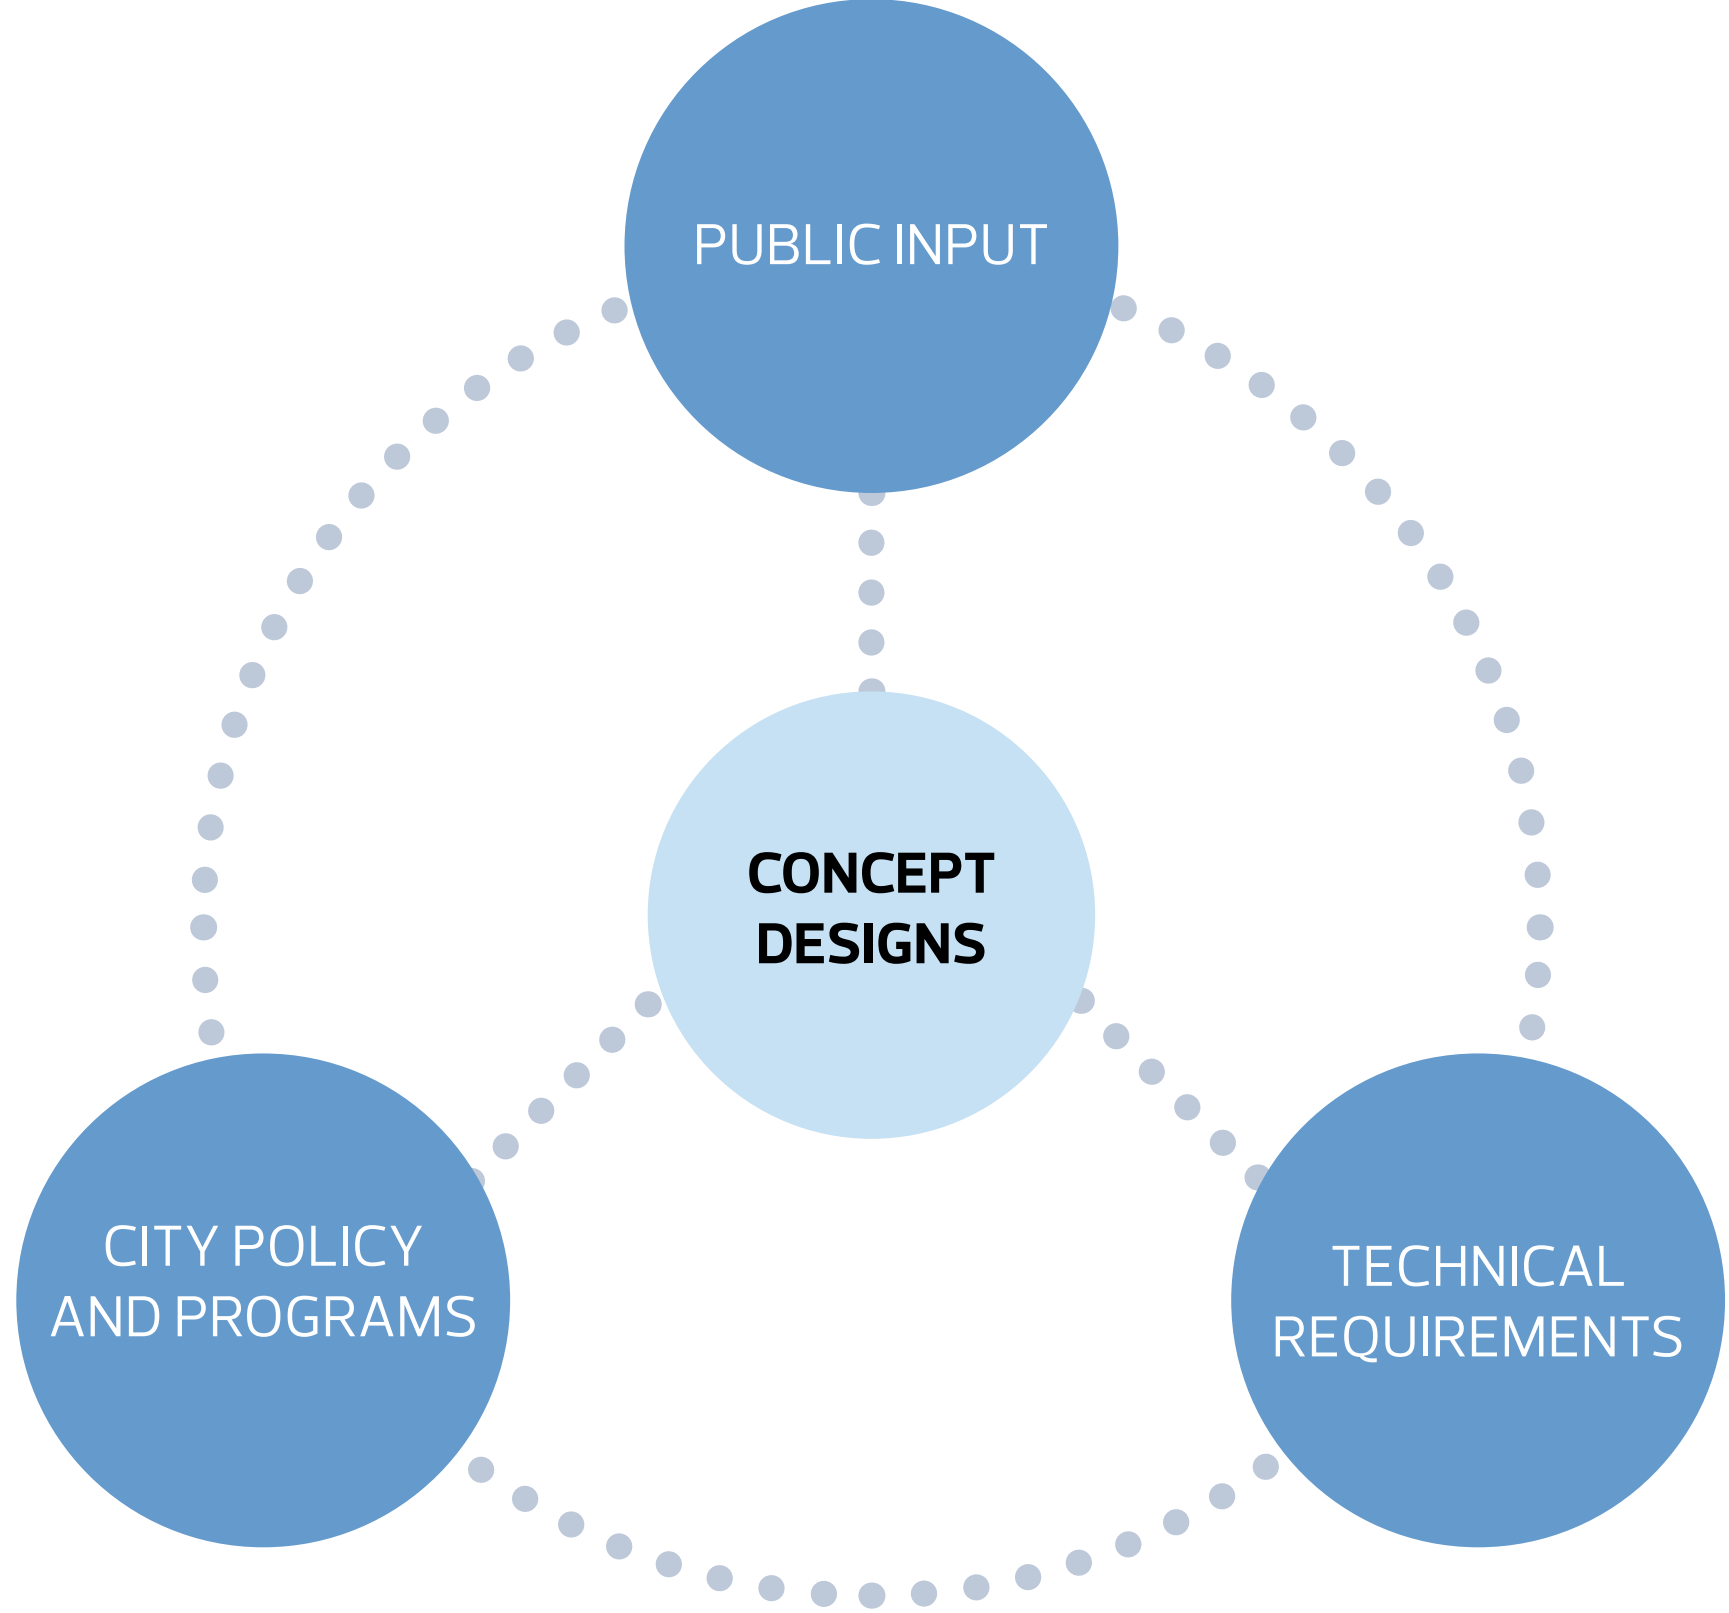 PUBLIC INPUT
CONCEPT
DESIGNS
CITY POLICY
AND PROGRAMS
TECHNICAL
REQUIREMENTS